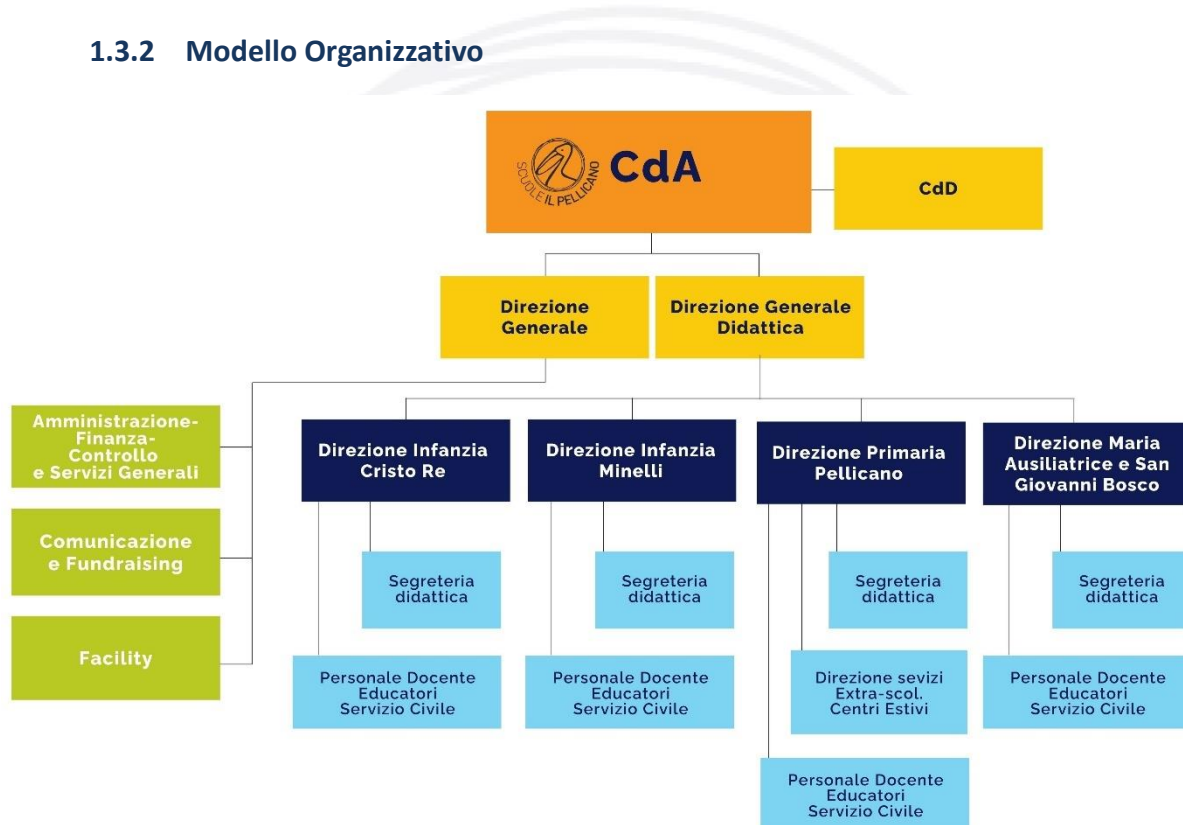 1.3.2 Modello Organizzativo
SCUOLE IL PELLICANO
CdA
CdD
Direzione
Generale
Direzione Generale
Didattica
Amministrazione-
Finanza-
Controllo
e Servizi Generali
Comunicazione
e Fundraising
Facility
Direzione Infanzia
Cristo Re
Direzione Infanzia
Minelli
Direzione Primaria
Pellicano
Direzione Maria
Ausiliatrice e San
Giovanni Bosco
Segreteria
didattica
Segreteria
didattica
Segreteria
didattica
Segreteria
didattica
Personale Docente
Educatori
Servizio Civile
Personale Docente
Educatori
Servizio Civile
Direzione sevizi
Extra-scol.
Centri Estivi
Personale Docente
Educatori
Servizio Civile
Personale Docente
Educatori
Servizio Civile